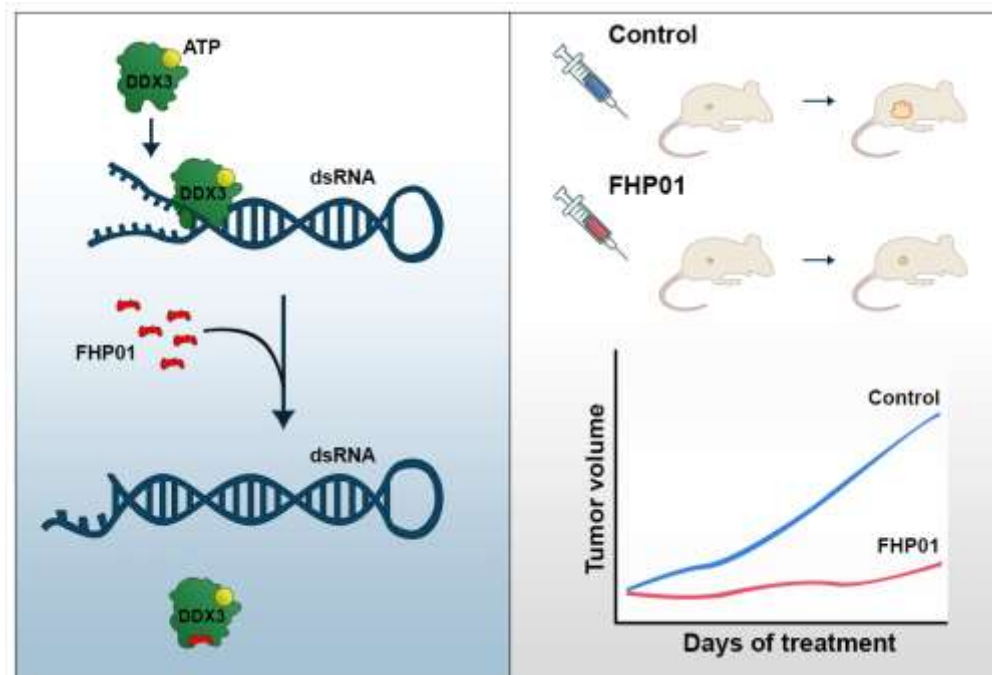 ATP
DDX3
DDX3
dsRNA
FHP01
dsRNA
DDX3
Control
FHP01
Control
FHP01
Tumor volume
Days of treatment